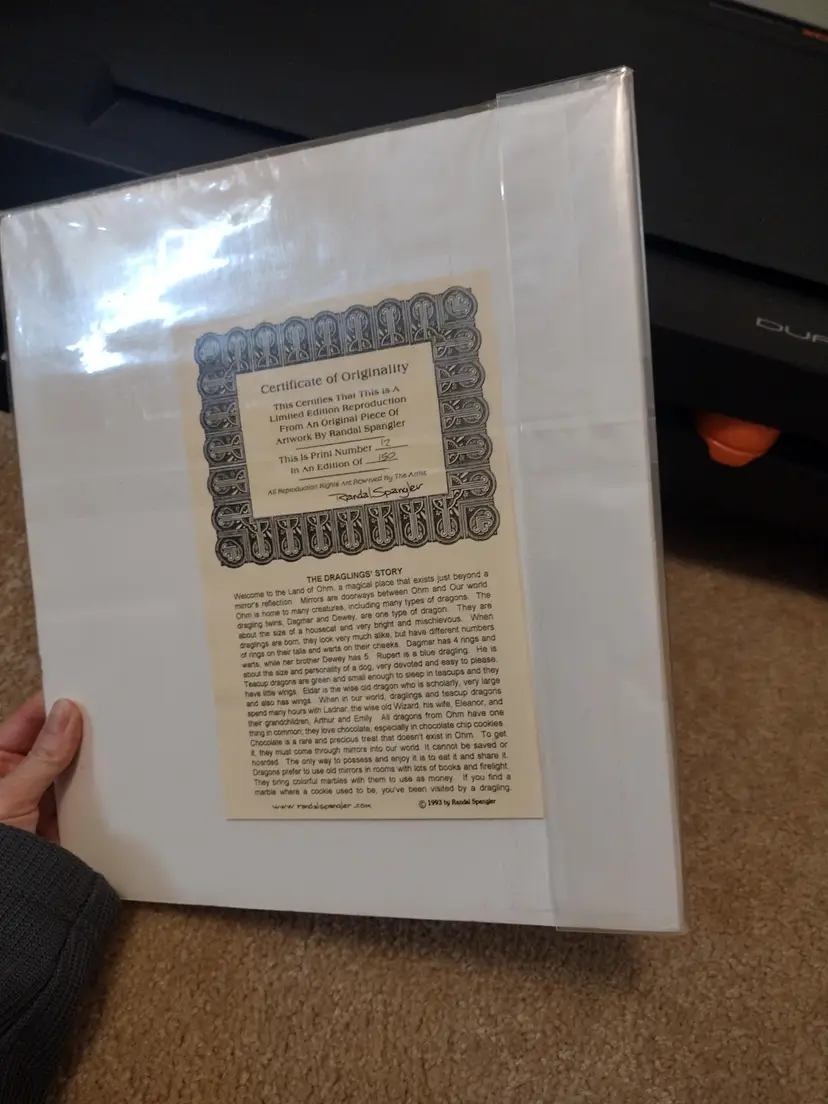 Certificate of Originality
This Certifies That This is A
Limited Edition Reproduction
From An Original Piece Of
Artwork By Randal Spangler
This Is Print Number 12
In An Edition Of 150
All Reproduction Rights Are Reserved By The Artist
Randal Spangler
THE DRAGLINGS' STORY
Welcome to the Land of Ohm, a magical place that exists just beyond a
mirror's reflection. Mirrors are doorways between Ohm and Our world.
Ohm is home to many creatures, including many types of dragons. The
dragling twins, Dagmar and Dewey, are one type of dragon. They are
about the size of a housecat and very bright and mischievous. When
draglings are born, they look very much alike, but have different numbers
of rings on their tails and warts on their cheeks. Dagmar has 4 rings and
warts, while her brother Dewey has 5. Rupert is a blue dragling. He is
about the size and personality of a dog, very devoted and easy to please.
Teacup dragons are green and small enough to sleep in teacups and they
have little wings. Eldar is the wise old dragon who is scholarly, very large
and also has wings. When in our world, draglings and teacup dragons
spend many hours with Ladnar, the wise old Wizard, his wife, Eleanor, and
their grandchildren, Arthur and Emily. All dragons from Ohm have one
thing in common; they love chocolate, especially in chocolate chip cookies.
Chocolate is a rare and precious treat that doesn't exist in Ohm. To get
it, they must come through mirrors into our world. It cannot be saved or
hoarded. The only way to possess and enjoy it is to eat it and share it.
Dragons prefer to use old mirrors in rooms with lots of books and firelight.
They bring colorful marbles with them to use as money. If you find a
marble where a cookie used to be, you've been visited by a dragling.
www.randalspangler.com
© 1993 by Randal Spangler